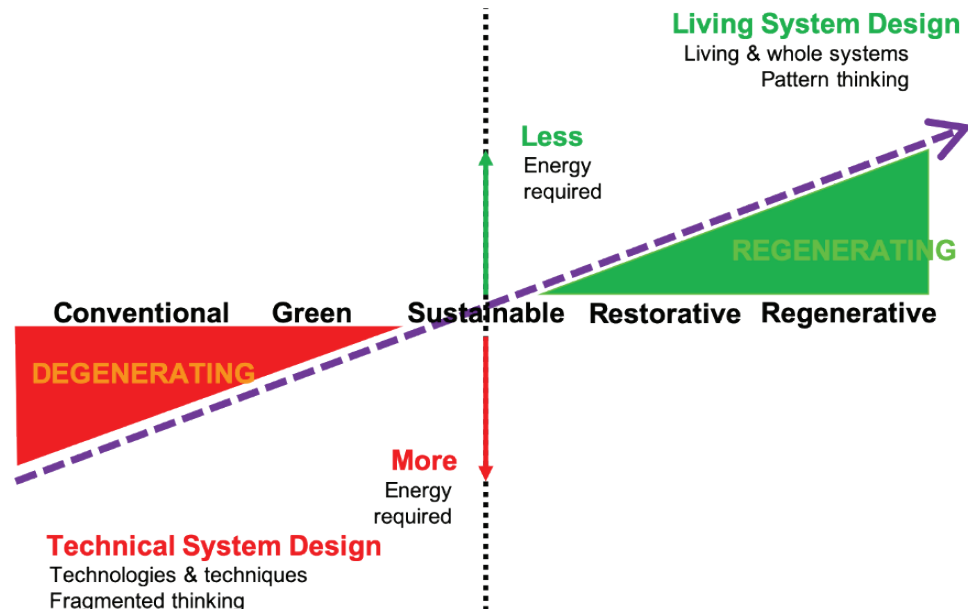 Living System Design
Living & whole systems
Pattern thinking
Less
Energy
required
REGENERATING
Conventional Green Sustainable Restorative Regenerative
DEGENERATING
More
Energy
required
Technical System Design
Technologies & techniques
Fragmented thinking